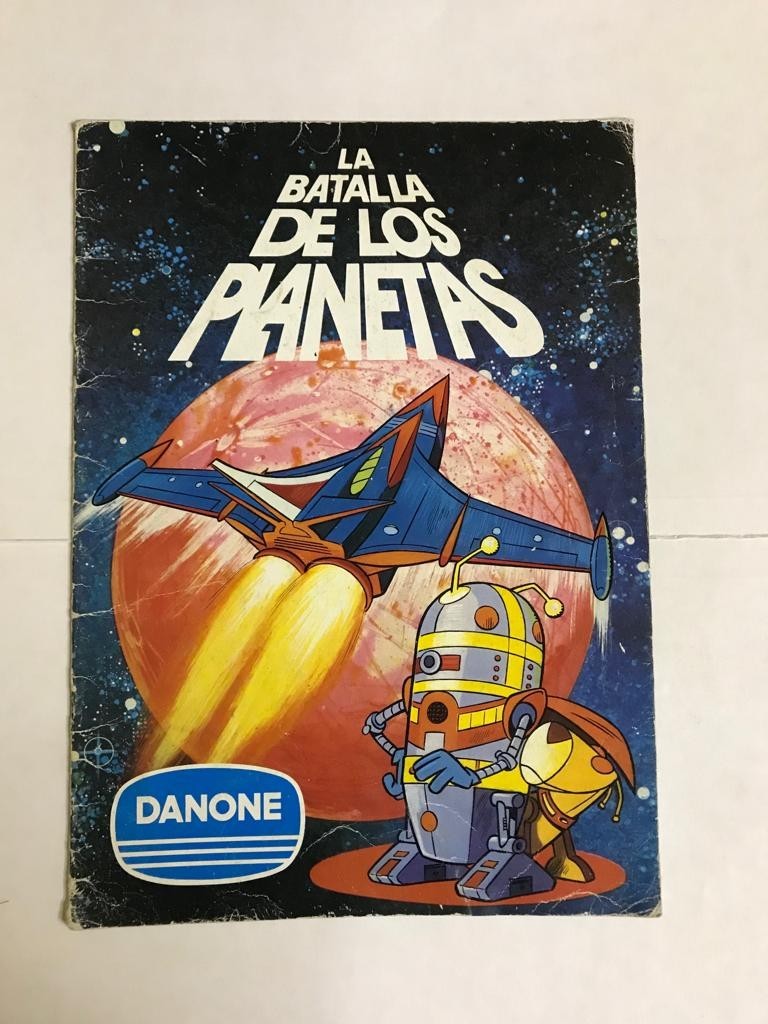 LA
BATALLA
DE LOS
PLANETAS
DANONE